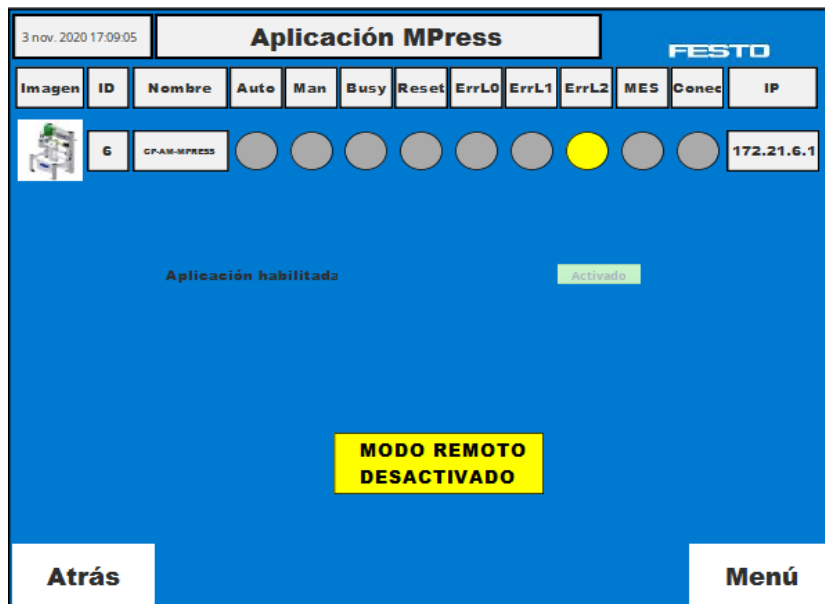 3 nov. 2020 17:09:05
Aplicación MPress
FESTO
Imagen ID Nombre Auto Man Busy Reset ErrL0 ErrL1 ErrL2 MES Conec IP
6 CP-AM-MPRESS 172.21.6.1
Aplicación habilitada Activado
MODO REMOTO
DESACTIVADO
Atrás Menú